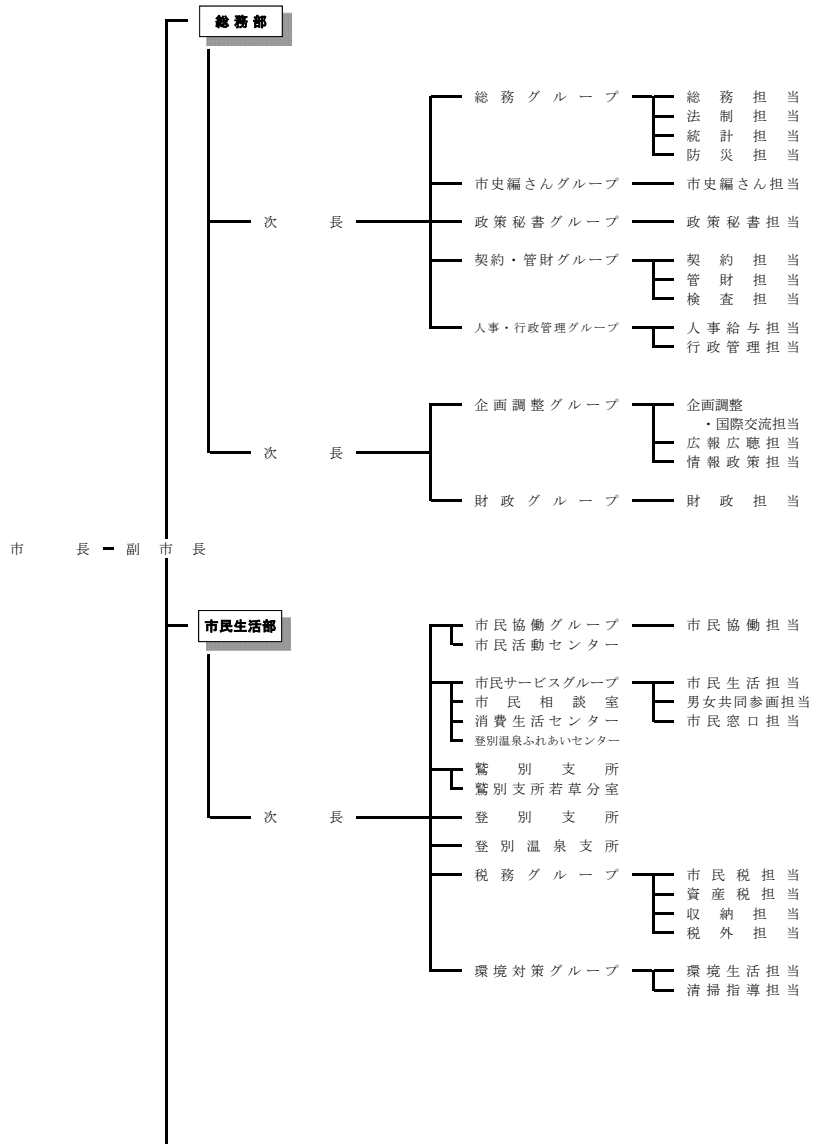 総務部
総務グループ 総務担当
法制担当
統計担当
防災担当
市史編さんグループ 市史編さん担当
次長 政策秘書グループ 政策秘書担当
契約・管財グループ 契約担当
管財担当
検査担当
人事・行政管理グループ 人事給与担当
行政管理担当
企画調整グループ 企画調整
・国際交流担当
広報広聴担当
次長
情報政策担当
財政グループ 財政担当
市長 副市長
市民生活部 市民協働グループ 市民協働担当
市民活動センター
市民サービスグループ 市民生活担当
市民相談室 男女共同参画担当
消費生活センター 市民窓口担当
登別温泉ふれあいセンター
鷲別支所
鷲別支所若草分室
次長 登別支所
登別温泉支所
税務グループ 市民税担当
資産税担当
収納担当
税外担当
環境対策グループ 環境生活担当
清掃指導担当